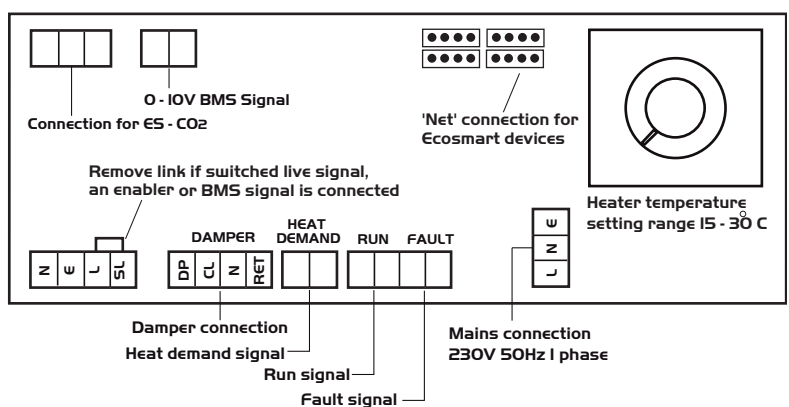 0 - 10V BMS Signal
Connection for ES - CO2
'Net' connection for
Ecosmart devices
Remove link if switched live signal,
an enabler or BMS signal is connected
Heater temperature
setting range 15 - 30°C
N E L SL
DAMPER
DP CL N RET
HEAT
DEMAND
RUN
FAULT
L N E
Damper connection
Heat demand signal
Run signal
Fault signal
Mains connection
230V 50Hz 1 phase